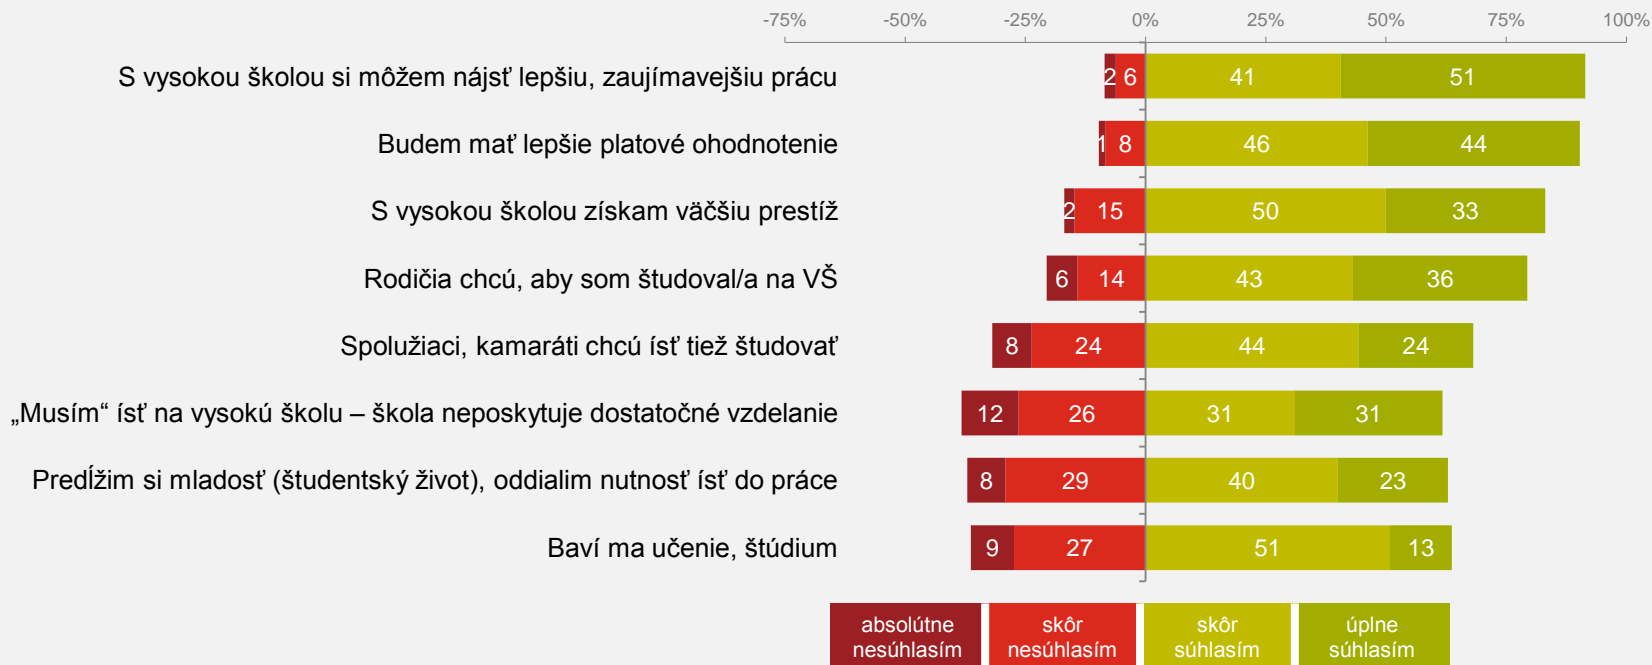 -75% -50% -25% 0% 25% 50% 75% 100%
S vysokou školou si môžem nájsť lepšiu, zaujímavejšiu prácu 2 6 41 51
Budem mať lepšie platové ohodnotenie 1 8 46 44
S vysokou školou získam väčšiu prestíž 2 15 50 33
Rodičia chcú, aby som študoval/a na VŠ 6 14 43 36
Spolužiaci, kamaráti chcú ísť tiež študovať 8 24 44 24
„Musím“ ísť na vysokú školu – škola neposkytuje dostatočné vzdelanie 12 26 31 31
Predĺžim si mladosť (študentský život), oddialim nutnosť ísť do práce 8 29 40 23
Baví ma učenie, štúdium 9 27 51 13
absolútne skôr skôr úplne
nesúhlasím nesúhlasím súhlasím súhlasím